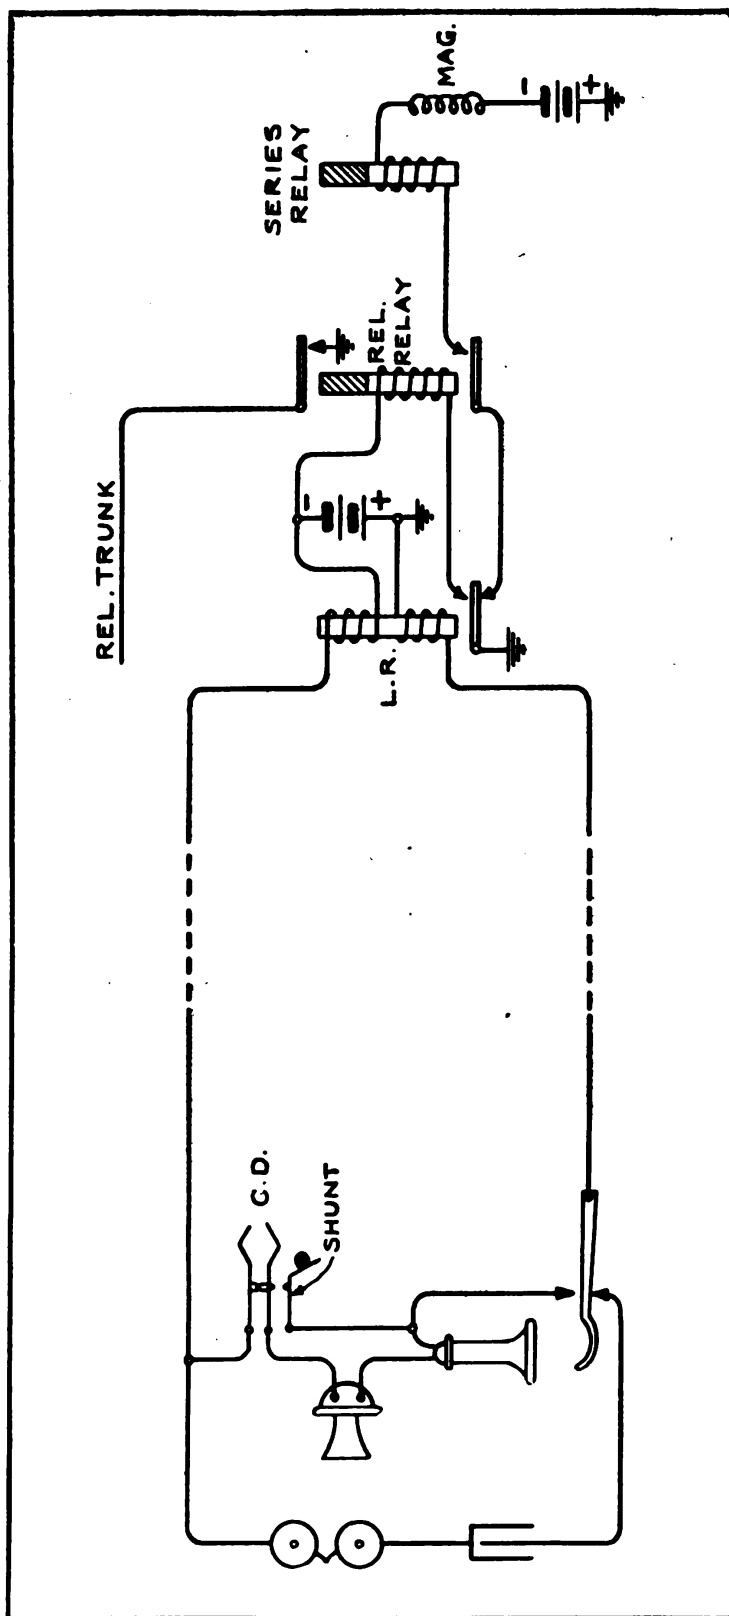 SHUNT
C.D.
L.R.
REL. TRUNK
-
+
REL.
RELAY
SERIES
RELAY
MAG.
-
+